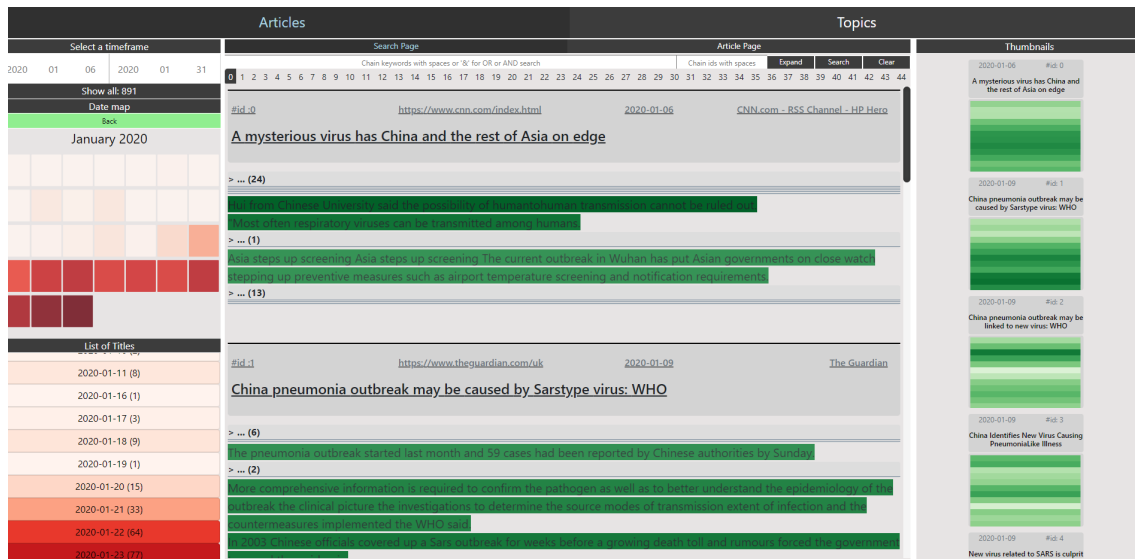 Articles
Topics
Select a timeframe
2020 01 06 2020 01 31
Show all: 891
Date map
Back
January 2020
List of Titles
2020-01-11 (8)
2020-01-16 (1)
2020-01-17 (3)
2020-01-18 (9)
2020-01-19 (1)
2020-01-20 (15)
2020-01-21 (33)
2020-01-22 (64)
2020-01-23 (77)
Search Page
Article Page
Chain keywords with spaces or '&' for OR or AND search
Chain ids with spaces
Expand
Search
Clear
0 1 2 3 4 5 6 7 8 9 10 11 12 13 14 15 16 17 18 19 20 21 22 23 24 25 26 27 28 29 30 31 32 33 34 35 36 37 38 39 40 41 42 43 44
#id :0 https://www.cnn.com/index.html 2020-01-06 CNN.com - RSS Channel - HP Hero
A mysterious virus has China and the rest of Asia on edge
> ... (24)
Hui from Chinese University said the possibility of humantohuman transmission cannot be ruled out.
"Most often respiratory viruses can be transmitted among humans.
> ... (1)
Asia steps up screening Asia steps up screening The current outbreak in Wuhan has put Asian governments on close watch
stepping up preventive measures such as airport temperature screening and notification requirements.
> ... (13)
#id :1 https://www.theguardian.com/uk 2020-01-09 The Guardian
China pneumonia outbreak may be caused by Sarstype virus: WHO
> ... (6)
The pneumonia outbreak started last month and 59 cases had been reported by Chinese authorities by Sunday.
> ... (2)
More comprehensive information is required to confirm the pathogen as well as to better understand the epidemiology of the
outbreak the clinical picture the investigations to determine the source modes of transmission extent of infection and the
countermeasures implemented the WHO said.
In 2003 Chinese officials covered up a Sars outbreak for weeks before a growing death toll and rumours forced the government
Thumbnails
2020-01-06 #id: 0
A mysterious virus has China and
the rest of Asia on edge
2020-01-09 #id: 1
China pneumonia outbreak may be
caused by Sarstype virus: WHO
2020-01-09 #id: 2
China pneumonia outbreak may be
linked to new virus: WHO
2020-01-09 #id: 3
China Identifies New Virus Causing
PneumoniaLike Illness
2020-01-09 #id: 4
New virus related to SARS is culprit